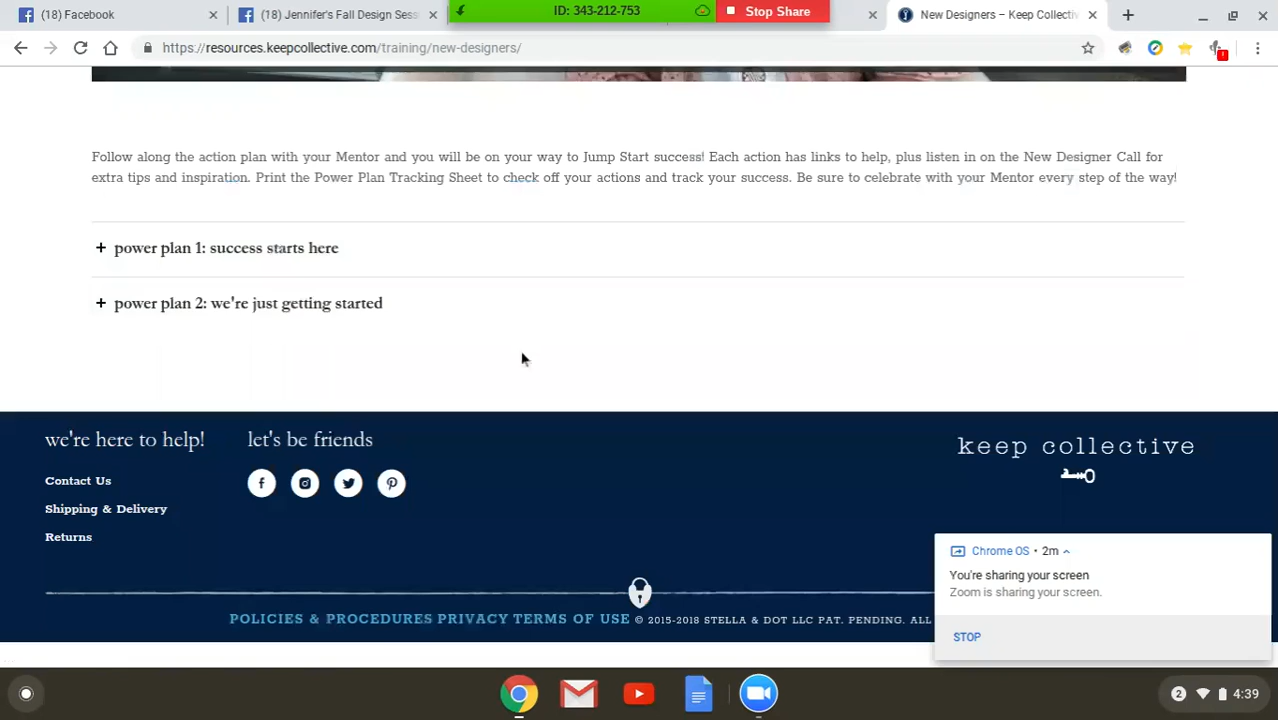 (18) Facebook
(18) Jennifer's Fall Design Sess
ID: 343-212-753
Stop Share
New Designers – Keep Collectiv
https://resources.keepcollective.com/training/new-designers/
Follow along the action plan with your Mentor and you will be on your way to Jump Start success! Each action has links to help, plus listen in on the New Designer Call for
extra tips and inspiration. Print the Power Plan Tracking Sheet to check off your actions and track your success. Be sure to celebrate with your Mentor every step of the way!
+ power plan 1: success starts here
+ power plan 2: we're just getting started
we're here to help!
let's be friends
keep collective
Contact Us
Shipping & Delivery
Returns
Chrome OS • 2m
You're sharing your screen
Zoom is sharing your screen.
STOP
POLICIES & PROCEDURES PRIVACY TERMS OF USE © 2015-2018 STELLA & DOT LLC PAT. PENDING. ALL
2
4:39